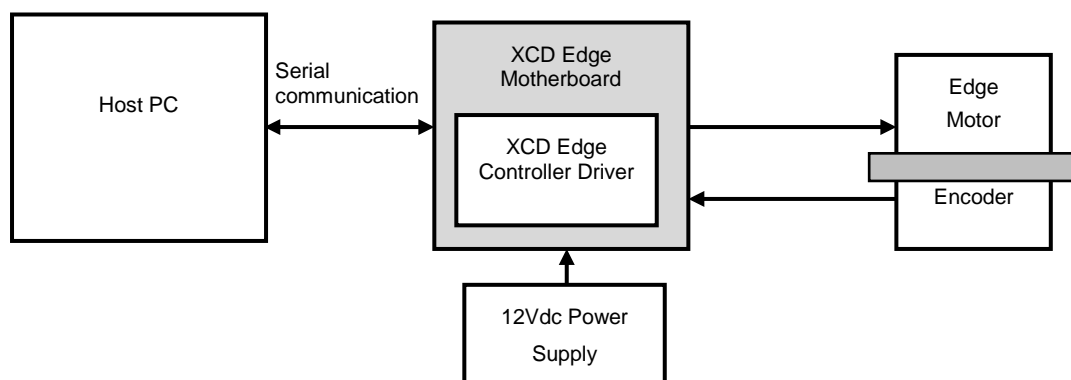 Host PC
Serial
communication
XCD Edge
Motherboard
XCD Edge
Controller Driver
Edge
Motor
Encoder
12Vdc Power
Supply